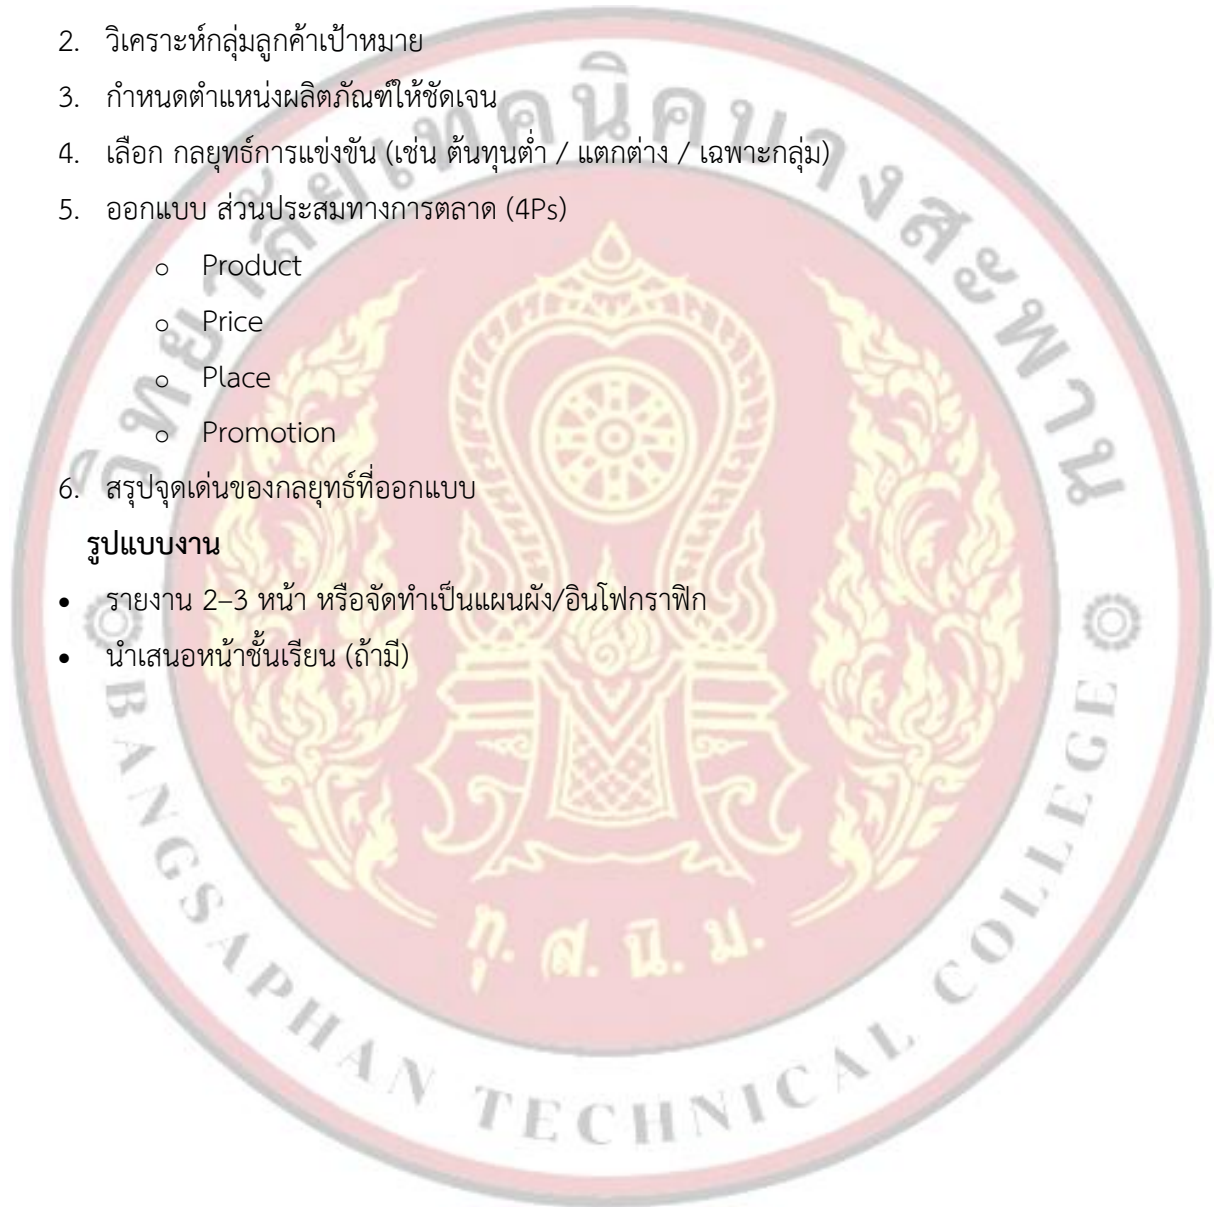 2. วิเคราะห์กลุ่มลูกค้าเป้าหมาย
3. กำหนดตำแหน่งผลิตภัณฑ์ให้ชัดเจน
4. เลือก กลยุทธ์การแข่งขัน (เช่น ต้นทุนต่ำ / แตกต่าง / เฉพาะกลุ่ม)
5. ออกแบบ ส่วนประสมทางการตลาด (4Ps)
o Product
o Price
o Place
o Promotion
6. สรุปจุดเด่นของกลยุทธ์ที่ออกแบบ
รูปแบบงาน
• รายงาน 2–3 หน้า หรือจัดทำเป็นแผนผัง/อินโฟกราฟิก
• นำเสนอหน้าชั้นเรียน (ถ้ามี)
วิทยาลัยเทคนิคบางสะพาน
ทุ. ส. นิ. ม.
BANGSAPHAN TECHNICAL COLLEGE